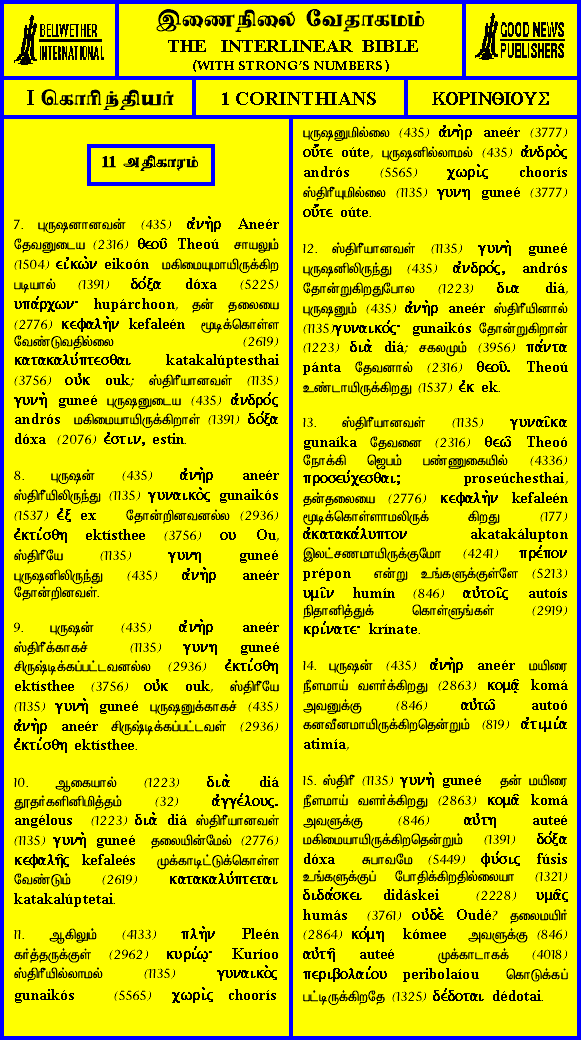 BELLWETHER
INTERNATIONAL
இணைநிலை வேதாகமம்
THE INTERLINEAR BIBLE
(WITH STRONG'S NUMBERS)
GOOD NEWS
PUBLISHERS
I கொரிந்தியர்
1 CORINTHIANS
ΚΟΡΙΝΘΙΟΥΣ
11 அதிகாரம்
7. புருஷனானவன் (435) ἀνὴρ Aneér
தேவனுடைய (2316) θεοῦ Theoú சாயலும்
(1504) εἰκὼν eikoón மகிமையுமாயிருக்கிற
படியால் (1391) δόξα dóxa (5225)
υπάρχων· hupárchoon, தன் தலையை
(2776) κεφαλὴν kefaleén மூடிக்கொள்ள
வேண்டுவதில்லை (2619)
κατακαλύπτεσθαι katakalúptesthai
(3756) οὐκ ouk; ஸ்திரீயானவள் (1135)
γυνὴ guneé புருஷனுடைய (435) ἀνδρός
andrós மகிமையாயிருக்கிறாள் (1391) δόξα
dóxa (2076) ἐστιν, estin.
8. புருஷன் (435) ἀνὴρ aneér
ஸ்திரீயிலிருந்து (1135) γυναικὸς gunaikós
(1537) ἐξ ex தோன்றினவனல்ல (2936)
ἐκτίσθη ektísthee (3756) ου Ou,
ஸ்திரீயே (1135) γυνη guneé
புருஷனிலிருந்து (435) ἀνὴρ aneér
தோன்றினவள்.
9. புருஷன் (435) ἀνὴρ aneér
ஸ்திரீக்காகச் (1135) γυνη guneé
சிருஷ்டிக்கப்பட்டவனல்ல (2936) ἐκτίσθη
ektísthee (3756) οὐκ ouk, ஸ்திரீயே
(1135) γυνὴ guneé புருஷனுக்காகச் (435)
ἀνὴρ aneér சிருஷ்டிக்கப்பட்டவள் (2936)
ἐκτίσθη ektísthee.
10. ஆகையால் (1223) διὰ diá
தூதர்களினிமித்தம் (32) ἀγγέλους.
angélous (1223) διὰ diá ஸ்திரீயானவள்
(1135) γυνὴ guneé தலையின்மேல் (2776)
κεφαλῆς kefaleés முக்காடிட்டுக்கொள்ள
வேண்டும் (2619) κατακαλύπτεται
katakalúptetai.
11. ஆகிலும் (4133) πλὴν Pleén
கர்த்தருக்குள் (2962) κυρίῳ· Kuríoo
ஸ்திரீயில்லாமல் (1135) γυναικὸς
gunaikós (5565) χωρὶς choorís
புருஷனுமில்லை (435) ἀνὴρ aneér (3777)
οὔτε oúte, புருஷனில்லாமல் (435) ἀνδρὸς
andrós (5565) χωρὶς choorís
ஸ்திரீயுமில்லை (1135) γυνη guneé (3777)
οὔτε oúte.
12. ஸ்திரீயானவள் (1135) γυνὴ guneé
புருஷனிலிருந்து (435) ἀνδρός, andrós
தோன்றுகிறதுபோல (1223) δια diá,
புருஷனும் (435) ἀνὴρ aneér ஸ்திரீயினால்
(1135)γυναικός· gunaikós தோன்றுகிறான்
(1223) διὰ diá; சகலமும் (3956) πάντα
pánta தேவனால் (2316) θεοῦ. Theoú
உண்டாயிருக்கிறது (1537) ἐκ ek.
13. ஸ்திரீயானவள் (1135) γυναῖκα
gunaíka தேவனை (2316) θεῶ Theoó
நோக்கி ஜெபம் பண்ணுகையில் (4336)
προσεύχεσθαι; proseúchesthai,
தன்தலையை (2776) κεφαλὴν kefaleén
மூடிக்கொள்ளாமலிருக் கிறது (177)
ἀκατακάλυπτον akatakálupton
இலட்சணமாயிருக்குமோ (4241) πρέπον
prépon என்று உங்களுக்குள்ளே (5213)
υμῖν humín (846) αὐτοῖς autoís
நிதானித்துக் கொள்ளுங்கள் (2919)
κρίνατε· krínate.
14. புருஷன் (435) ἀνὴρ aneér மயிரை
நீளமாய் வளர்க்கிறது (2863) κομᾷ komá
அவனுக்கு (846) αὐτῶ autoó
கனவீனமாயிருக்கிறதென்றும் (819) ἀτιμία
atimía,
15. ஸ்திரீ (1135) γυνὴ guneé தன் மயிரை
நீளமாய் வளர்க்கிறது (2863) κομᾶ komá
அவளுக்கு (846) αὐτη auteé
மகிமையாயிருக்கிறதென்றும் (1391) δόξα
dóxa சுபாவமே (5449) φύσις fúsis
உங்களுக்குப் போதிக்கிறதில்லையா (1321)
διδάσκει didáskei (2228) υμᾶς
humás (3761) οὐδὲ Oudé? தலைமயிர்
(2864) κόμη kómee அவளுக்கு (846)
αὐτῆ auteé முக்காடாகக் (4018)
περιβολαίου peribolaíou கொடுக்கப்
பட்டிருக்கிறதே (1325) δέδοται dédotai.